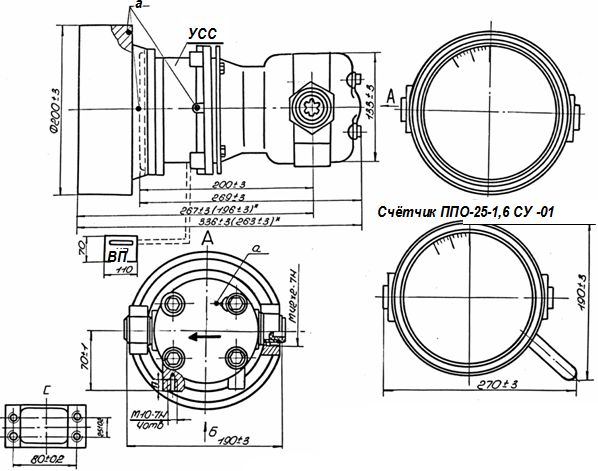 а
УСС
Ф200±3
133±3
А
200±3
269±3
267±3(196±3)*
336±3(263±3)*
Счётчик ППО-25-1,6 СУ -01
70
ВП
110
А
а
М42×2-7Н
190±3
70±1
270±3
С
М10-7Н
4отв
Б
190±3
80±0,2